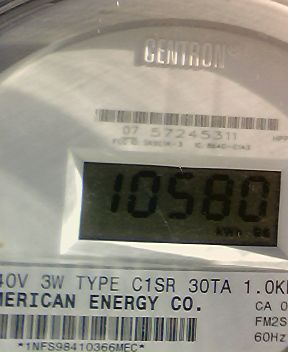 CENTRON®
07 57245311
10580
kWh
40V 3W TYPE C1SR 30TA 1.0K
MERICAN ENERGY CO.
CA 0
FM2S
60Hz
*1NFS98410366MEC*